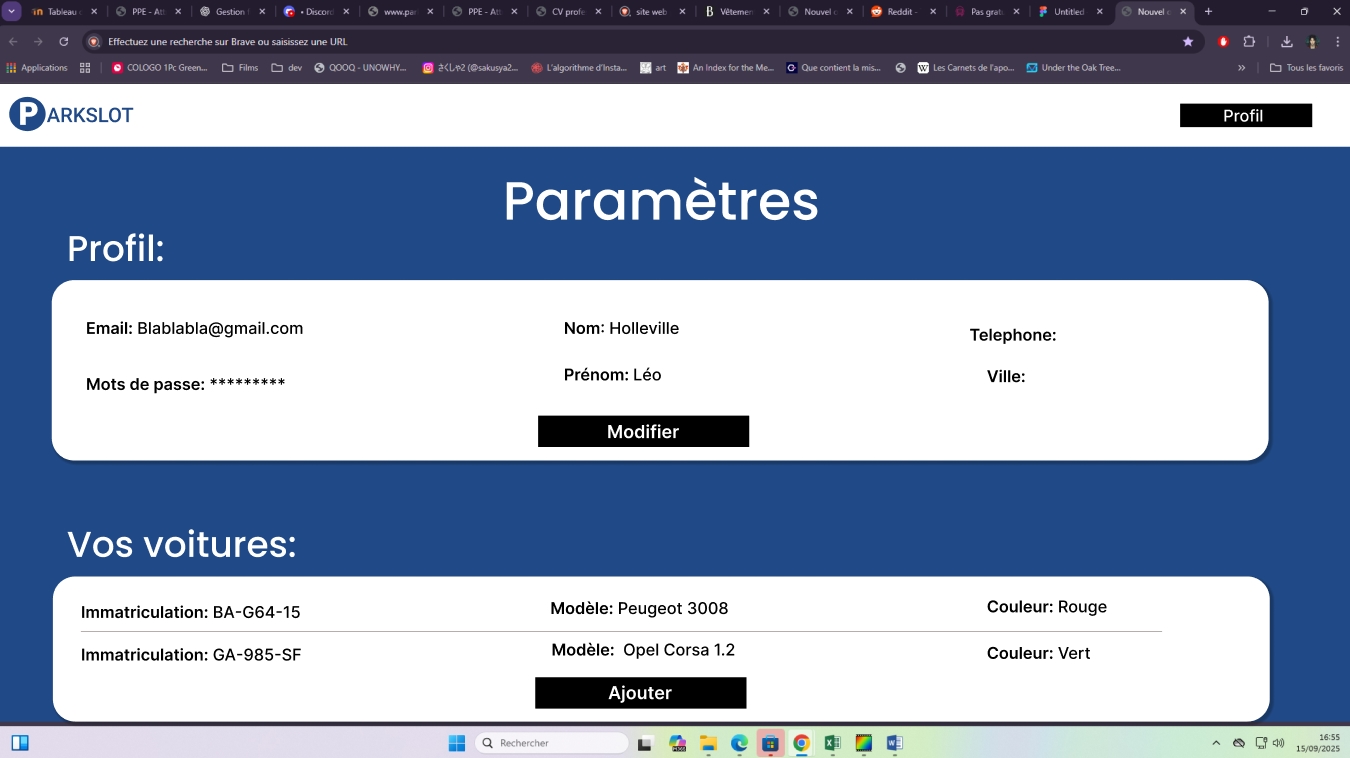 Tableau
PPE - Att
Gestion
• Discord
www.pa
PPE - Att
CV profe
site web
Vêtemen
Nouvel o
Reddit -
Pas grat
Untitled
Nouvel o
Effectuez une recherche sur Brave ou saisissez une URL
Applications
COLOGO 1Pc Green...
Films
dev
QOOQ - UNOWHY...
さくしゃ2 (@sakusya2...
L'algorithme d'Insta...
art
An Index for the Me...
Que contient la mis...
Les Carnets de l'apo...
Under the Oak Tree...
»
Tous les favoris
PARKSLOT
Profil
Paramètres
Profil:
Email: Blablabla@gmail.com
Nom: Holleville
Telephone:
Mots de passe: *********
Prénom: Léo
Ville:
Modifier
Vos voitures:
Immatriculation: BA-G64-15
Modèle: Peugeot 3008
Couleur: Rouge
Immatriculation: GA-985-SF
Modèle: Opel Corsa 1.2
Couleur: Vert
Ajouter
Rechercher
16:55
15/09/2025